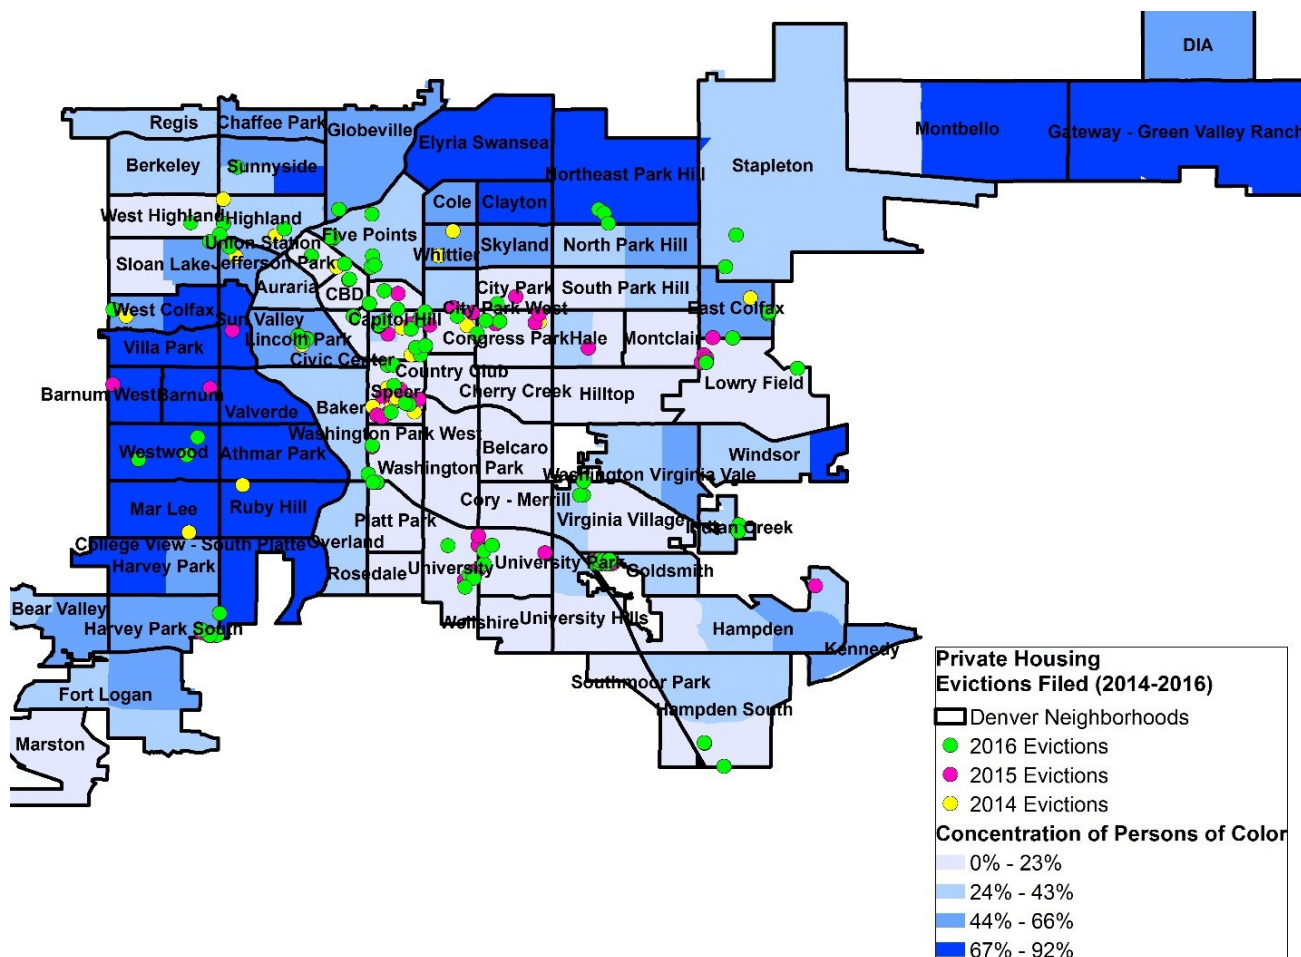 DIA
Regis
Chaffee Park
Globeville
Montbello
Gateway - Green Valley Ranch
Elyria Swansea
Berkeley
Sunnyside
Northeast Park Hill
Stapleton
Cole
Clayton
West Highland
Highland
Five Points
Union Station
Whittier
Skyland
North Park Hill
Sloan Lake
Jefferson Park
Auraria
CBD
City Park
South Park Hill
West Colfax
Sun Valley
Capitol Hill
City Park West
East Colfax
Lincoln Park
Congress Park
Hale
Montclair
Villa Park
Civic Center
Country Club
Lowry Field
Barnum West
Barnum
Speer
Cherry Creek
Hilltop
Valverde
Baker
Washington Park West
Westwood
Athmar Park
Belcaro
Windsor
Washington Park
Washington Virginia Vale
Mar Lee
Ruby Hill
Cory - Merrill
Platt Park
Virginia Village
Indian Creek
College View - South Platte
Overland
Harvey Park
Rosedale
University
University Park
Goldsmith
Bear Valley
Harvey Park South
Wellshire
University Hills
Hampden
Kennedy
Fort Logan
Southmoor Park
Hampden South
Marston
Private Housing
Evictions Filed (2014-2016)
Denver Neighborhoods
2016 Evictions
2015 Evictions
2014 Evictions
Concentration of Persons of Color
0% - 23%
24% - 43%
44% - 66%
67% - 92%